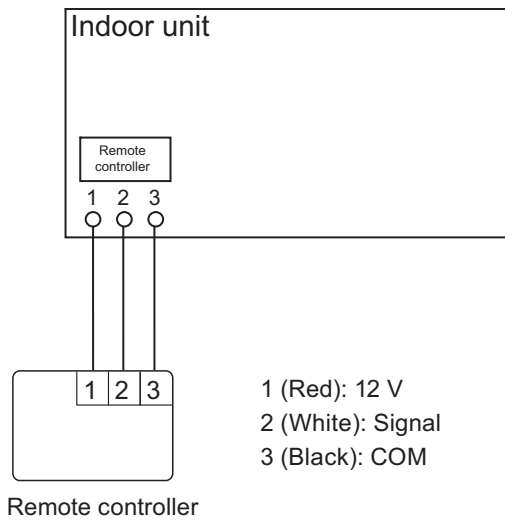 Indoor unit
Remote
controller
1 2 3
1 2 3
1 (Red): 12 V
2 (White): Signal
3 (Black): COM
Remote controller